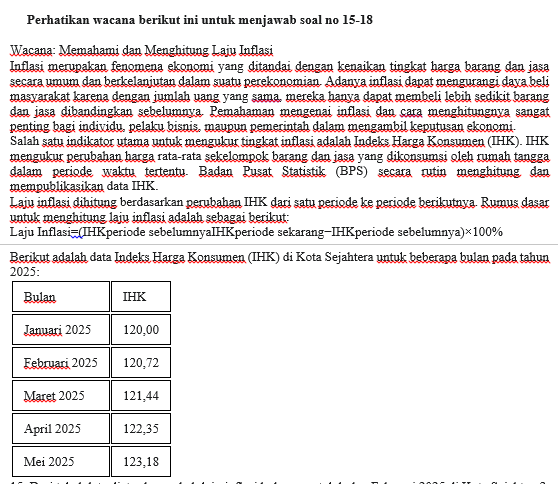 Perhatikan wacana berikut ini untuk menjawab soal no 15-18
Wacana: Memahami dan Menghitung Laju Inflasi
Inflasi merupakan fenomena ekonomi yang ditandai dengan kenaikan tingkat harga barang dan jasa
secara umum dan berkelanjutan dalam suatu perekonomian. Adanya inflasi dapat mengurangi daya beli
masyarakat karena dengan jumlah uang yang sama, mereka hanya dapat membeli lebih sedikit barang
dan jasa dibandingkan sebelumnya. Pemahaman mengenai inflasi dan cara menghitungnya sangat
penting bagi individu, pelaku bisnis, maupun pemerintah dalam mengambil keputusan ekonomi.
Salah satu indikator utama untuk mengukur tingkat inflasi adalah Indeks Harga Konsumen (IHK). IHK
mengukur perubahan harga rata-rata sekelompok barang dan jasa yang dikonsumsi oleh rumah tangga
dalam periode waktu tertentu. Badan Pusat Statistik (BPS) secara rutin menghitung dan
mempublikasikan data IHK.
Laju inflasi dihitung berdasarkan perubahan IHK dari satu periode ke periode berikutnya. Rumus dasar
untuk menghitung laju inflasi adalah sebagai berikut:
Laju Inflasi=(IHKperiode sebelumnyaIHKperiode sekarang−IHKperiode sebelumnya)×100%
Berikut adalah data Indeks Harga Konsumen (IHK) di Kota Sejahtera untuk beberapa bulan pada tahun
2025:
Bulan IHK
Januari 2025 120,00
Februari 2025 120,72
Maret 2025 121,44
April 2025 122,35
Mei 2025 123,18